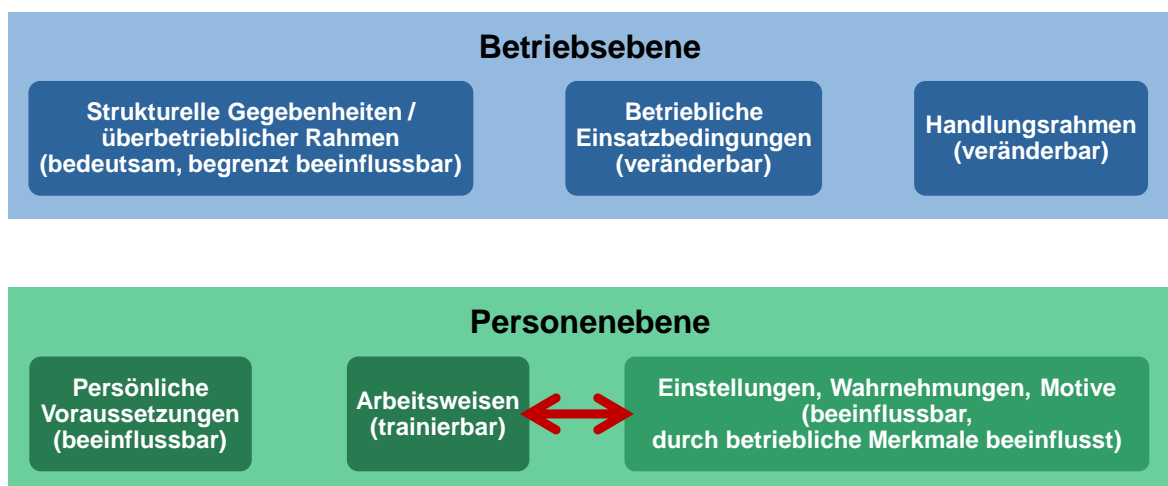 Betriebsebene
Strukturelle Gegebenheiten /
überbetrieblicher Rahmen
(bedeutsam, begrenzt beeinflussbar)
Betriebliche
Einsatzbedingungen
(veränderbar)
Handlungsrahmen
(veränderbar)
Personenebene
Persönliche
Voraussetzungen
(beeinflussbar)
Arbeitsweisen
(trainierbar)
Einstellungen, Wahrnehmungen, Motive
(beeinflussbar,
durch betriebliche Merkmale beeinflusst)